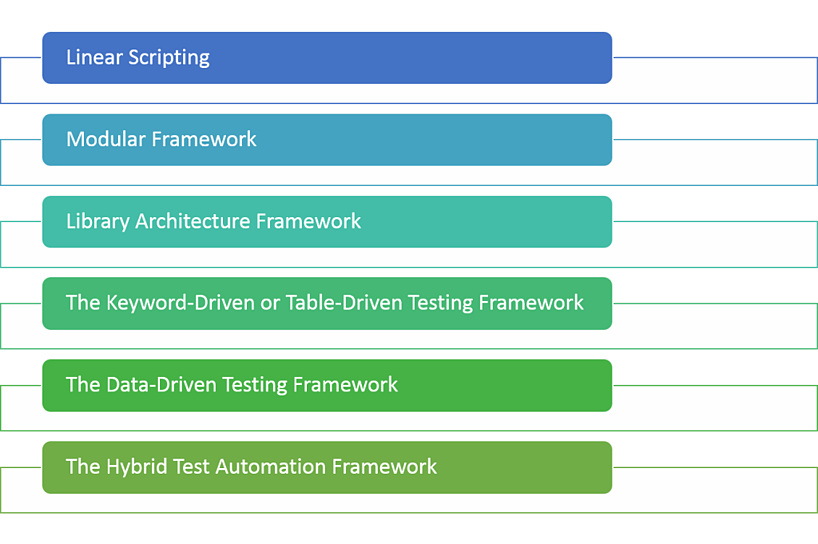 Linear Scripting
Modular Framework
Library Architecture Framework
The Keyword-Driven or Table-Driven Testing Framework
The Data-Driven Testing Framework
The Hybrid Test Automation Framework